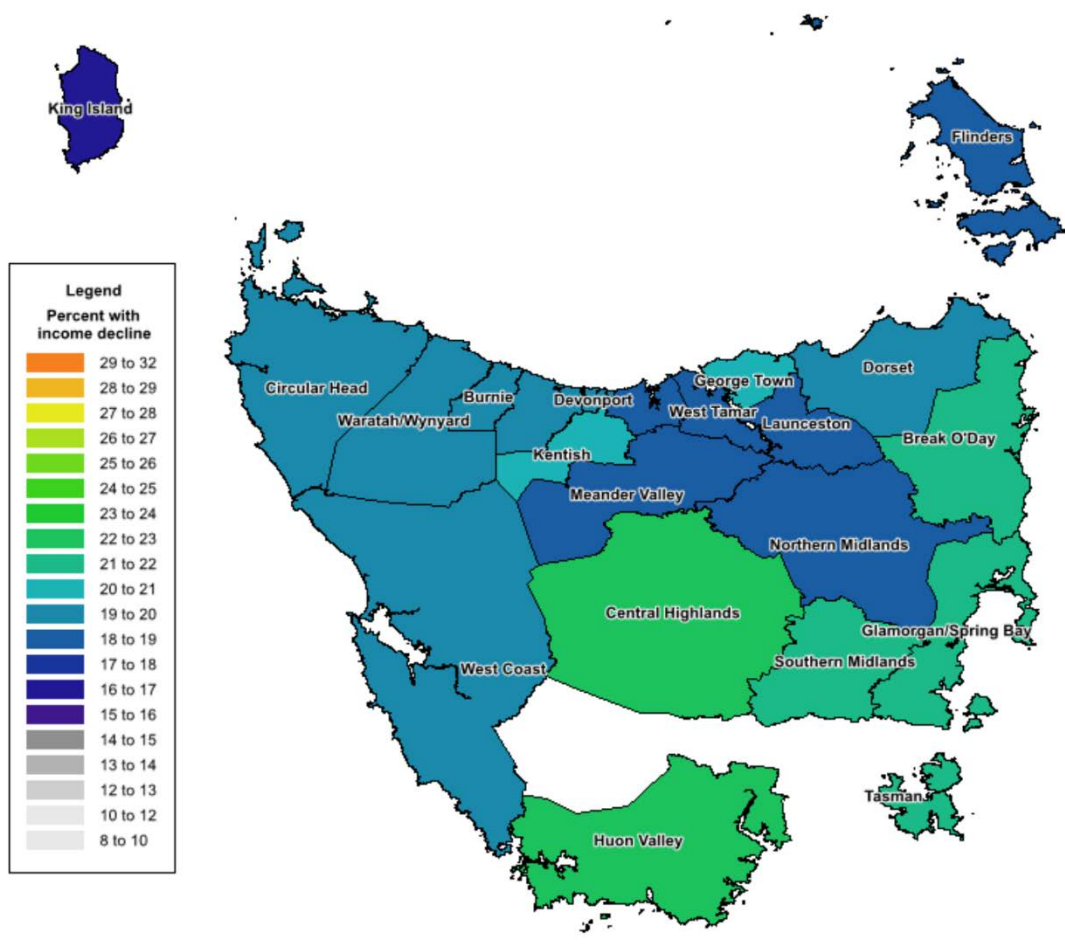 King Island
Flinders
Legend
Percent with
income decline
29 to 32
28 to 29
27 to 28
26 to 27
25 to 26
24 to 25
23 to 24
22 to 23
21 to 22
20 to 21
19 to 20
18 to 19
17 to 18
16 to 17
15 to 16
14 to 15
13 to 14
12 to 13
10 to 12
8 to 10
Circular Head
Waratah/Wynyard
Burnie
Devonport
Kentish
George Town
West Tamar
Launceston
Dorset
Break O'Day
Meander Valley
Northern Midlands
Central Highlands
Glamorgan/Spring Bay
Southern Midlands
West Coast
Tasman
Huon Valley